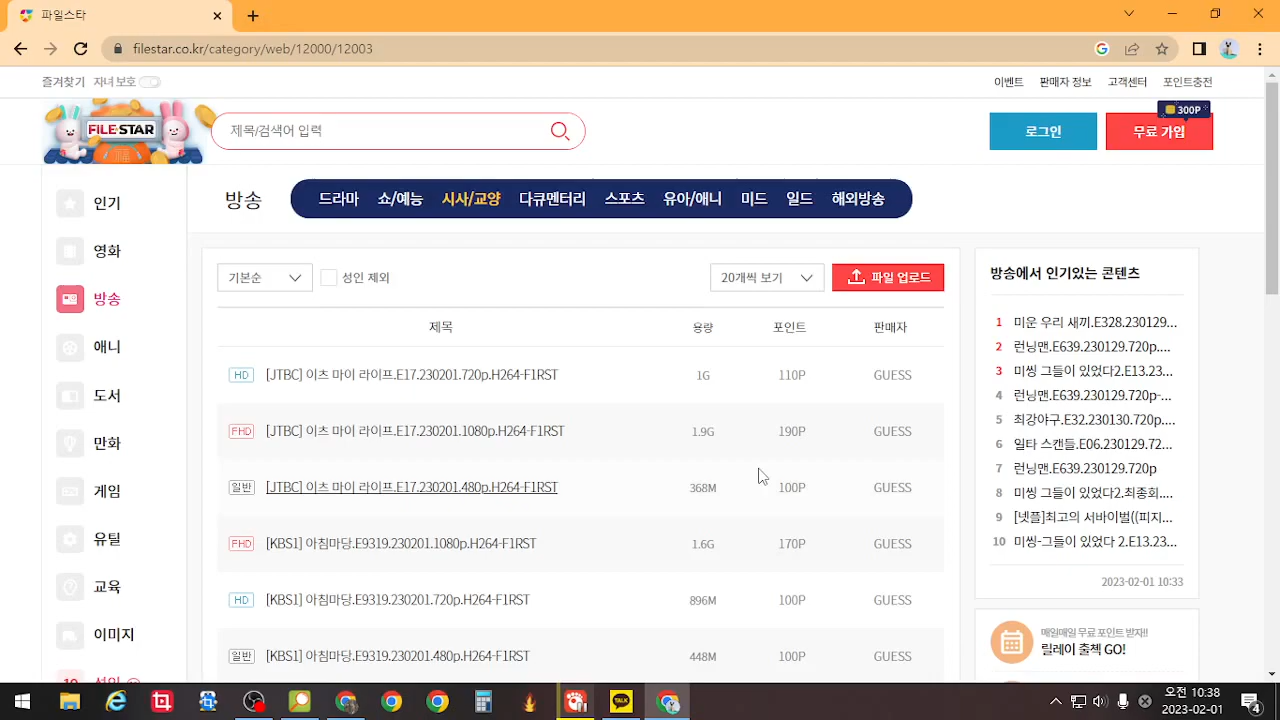 파일스타
filestar.co.kr/category/web/12000/12003
즐겨찾기 자녀 보호
이벤트 판매자 정보 고객센터 포인트충전
FILE STAR
제목/검색어 입력
로그인
300P
무료 가입
방송
드라마 쇼/예능 시사/교양 다큐멘터리 스포츠 유아/애니 미드 일드 해외방송
인기
영화
방송
애니
도서
만화
게임
유틸
교육
이미지
기본순
성인 제외
20개씩 보기
파일 업로드
제목 용량 포인트 판매자
HD [JTBC] 이츠 마이 라이프.E17.230201.720p.H264-F1RST 1G 110P GUESS
FHD [JTBC] 이츠 마이 라이프.E17.230201.1080p.H264-F1RST 1.9G 190P GUESS
일반 [JTBC] 이츠 마이 라이프.E17.230201.480p.H264-F1RST 368M 100P GUESS
FHD [KBS1] 아침마당.E9319.230201.1080p.H264-F1RST 1.6G 170P GUESS
HD [KBS1] 아침마당.E9319.230201.720p.H264-F1RST 896M 100P GUESS
일반 [KBS1] 아침마당.E9319.230201.480p.H264-F1RST 448M 100P GUESS
방송에서 인기있는 콘텐츠
1 미운 우리 새끼.E328.230129...
2 런닝맨.E639.230129.720p....
3 미씽 그들이 있었다2.E13.23...
4 런닝맨.E639.230129.720p-...
5 최강야구.E32.230130.720p....
6 일타 스캔들.E06.230129.72...
7 런닝맨.E639.230129.720p
8 미씽 그들이 있었다2.최종회....
9 [넷플]최고의 서바이벌((피지...
10 미씽-그들이 있었다 2.E13.23...
2023-02-01 10:33
매일매일 무료 포인트 받자!!
릴레이 출첵 GO!
TALK
오전 10:38
2023-02-01
4